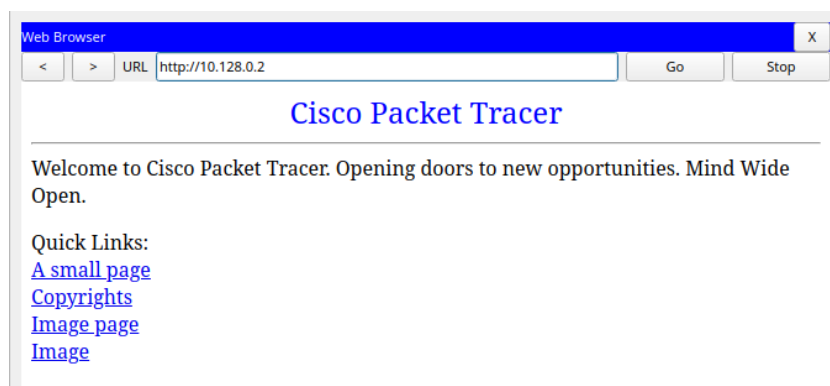 Web Browser X
< > URL http://10.128.0.2 Go Stop
Cisco Packet Tracer
Welcome to Cisco Packet Tracer. Opening doors to new opportunities. Mind Wide
Open.
Quick Links:
A small page
Copyrights
Image page
Image